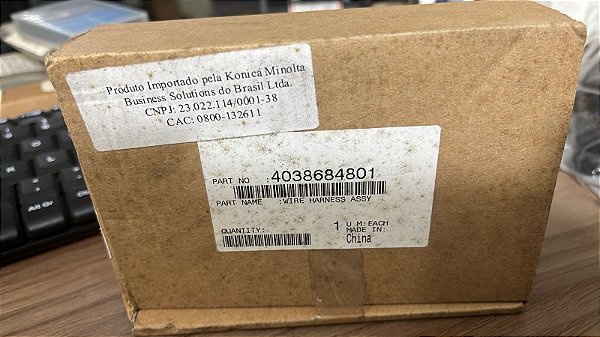 Produto Importado pela Konica Minolta
Business Solutions do Brasil Ltda.
CNPJ: 23.022.114/0001-38
CAC: 0800-132611
PART NO :4038684801
PART NAME :WIRE HARNESS ASSY
QUANTITY: 1 U M:EACH
MADE IN:
China